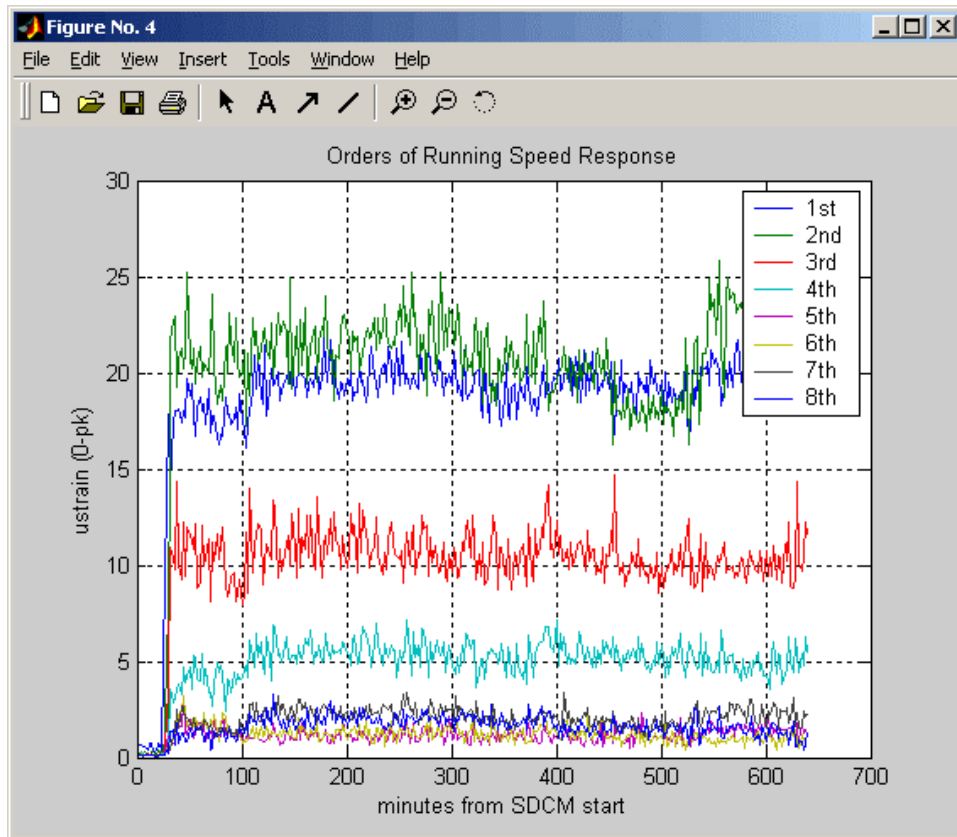 Figure No. 4
File Edit View Insert Tools Window Help
A
Orders of Running Speed Response
30
25
20
15
10
5
0
ustrain (0-pk)
1st
2nd
3rd
4th
5th
6th
7th
8th
0 100 200 300 400 500 600 700
minutes from SDCM start